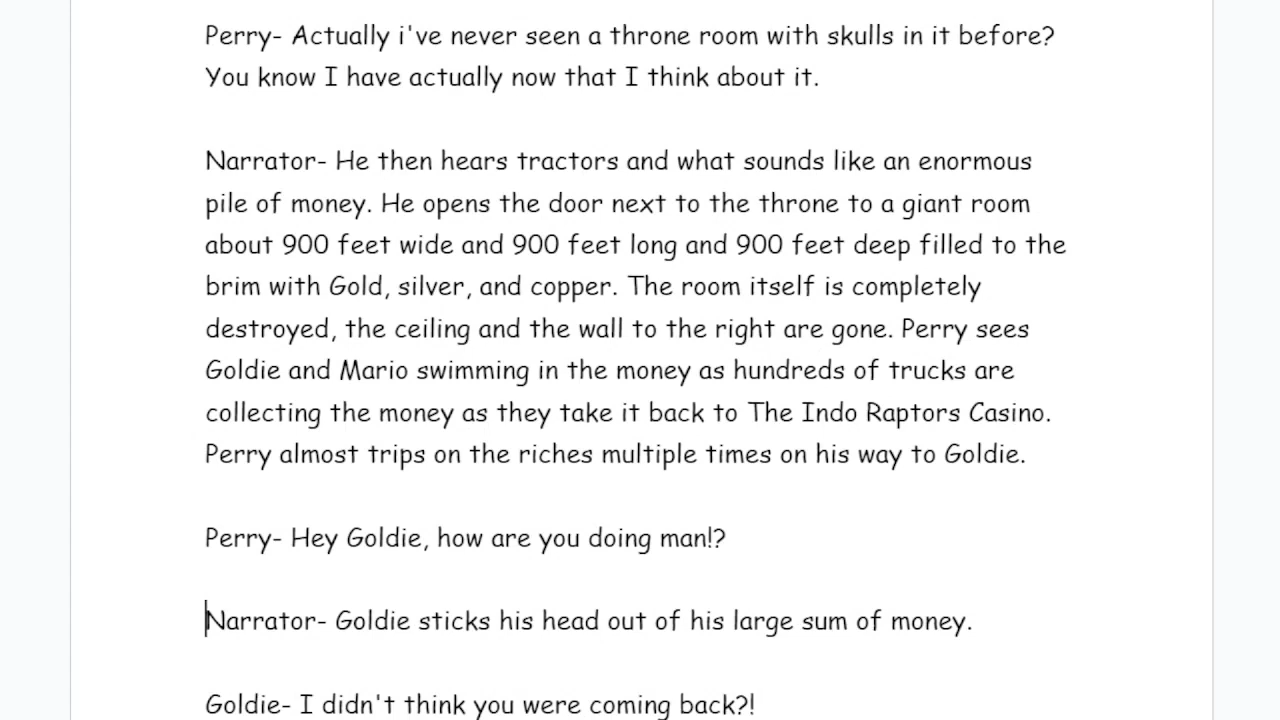 Perry- Actually i've never seen a throne room with skulls in it before?
You know I have actually now that I think about it.
Narrator- He then hears tractors and what sounds like an enormous
pile of money. He opens the door next to the throne to a giant room
about 900 feet wide and 900 feet long and 900 feet deep filled to the
brim with Gold, silver, and copper. The room itself is completely
destroyed, the ceiling and the wall to the right are gone. Perry sees
Goldie and Mario swimming in the money as hundreds of trucks are
collecting the money as they take it back to The Indo Raptors Casino.
Perry almost trips on the riches multiple times on his way to Goldie.
Perry- Hey Goldie, how are you doing man!?
Narrator- Goldie sticks his head out of his large sum of money.
Goldie- I didn't think you were coming back?!